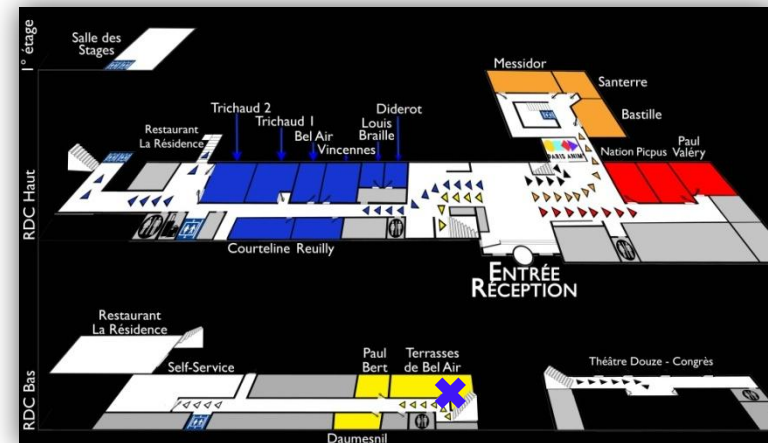 1° étage
Salle des
Stages
Messidor
Santerre
Bastille
Trichaud 2
Trichaud 1
Bel Air
Vincennes
Louis
Braille
Diderot
Restaurant
La Résidence
PARIS ANIM'
Nation Picpus
Paul
Valéry
RDC Haut
Courteline Reuilly
ENTRÉE
RÉCEPTION
Restaurant
La Résidence
Self-Service
Paul
Bert
Terrasses
de Bel Air
Théâtre Douze - Congrès
RDC Bas
Daumesnil